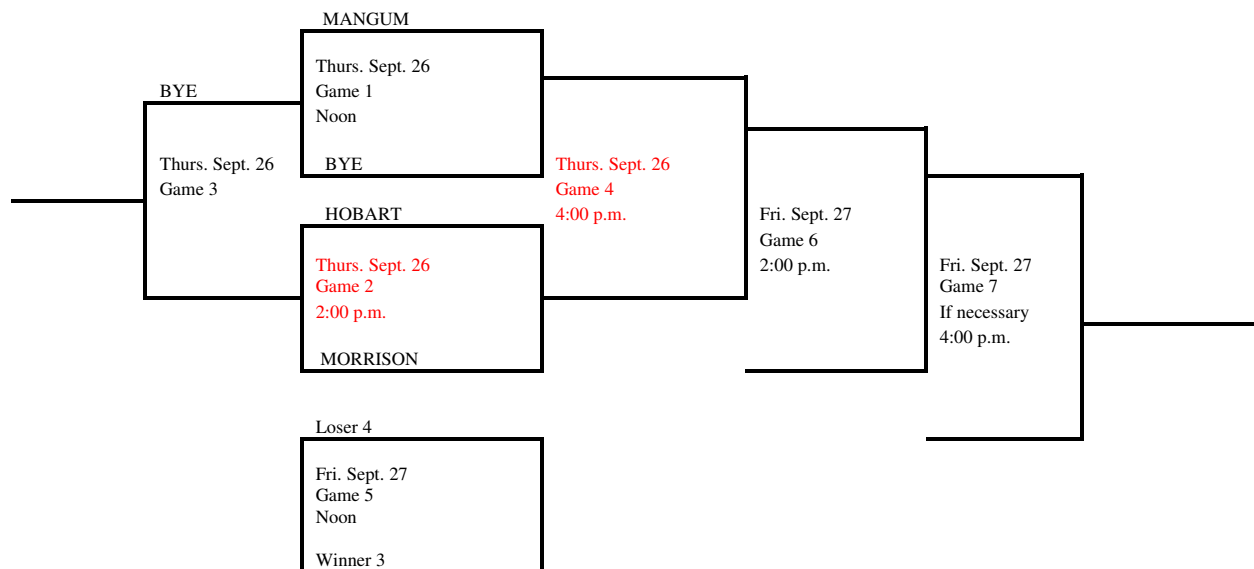 MANGUM
Thurs. Sept. 26
Game 1
Noon
BYE
BYE
Thurs. Sept. 26
Game 3
HOBART
Thurs. Sept. 26
Game 2
2:00 p.m.
MORRISON
Thurs. Sept. 26
Game 4
4:00 p.m.
Fri. Sept. 27
Game 6
2:00 p.m.
Fri. Sept. 27
Game 7
If necessary
4:00 p.m.
Loser 4
Fri. Sept. 27
Game 5
Noon
Winner 3